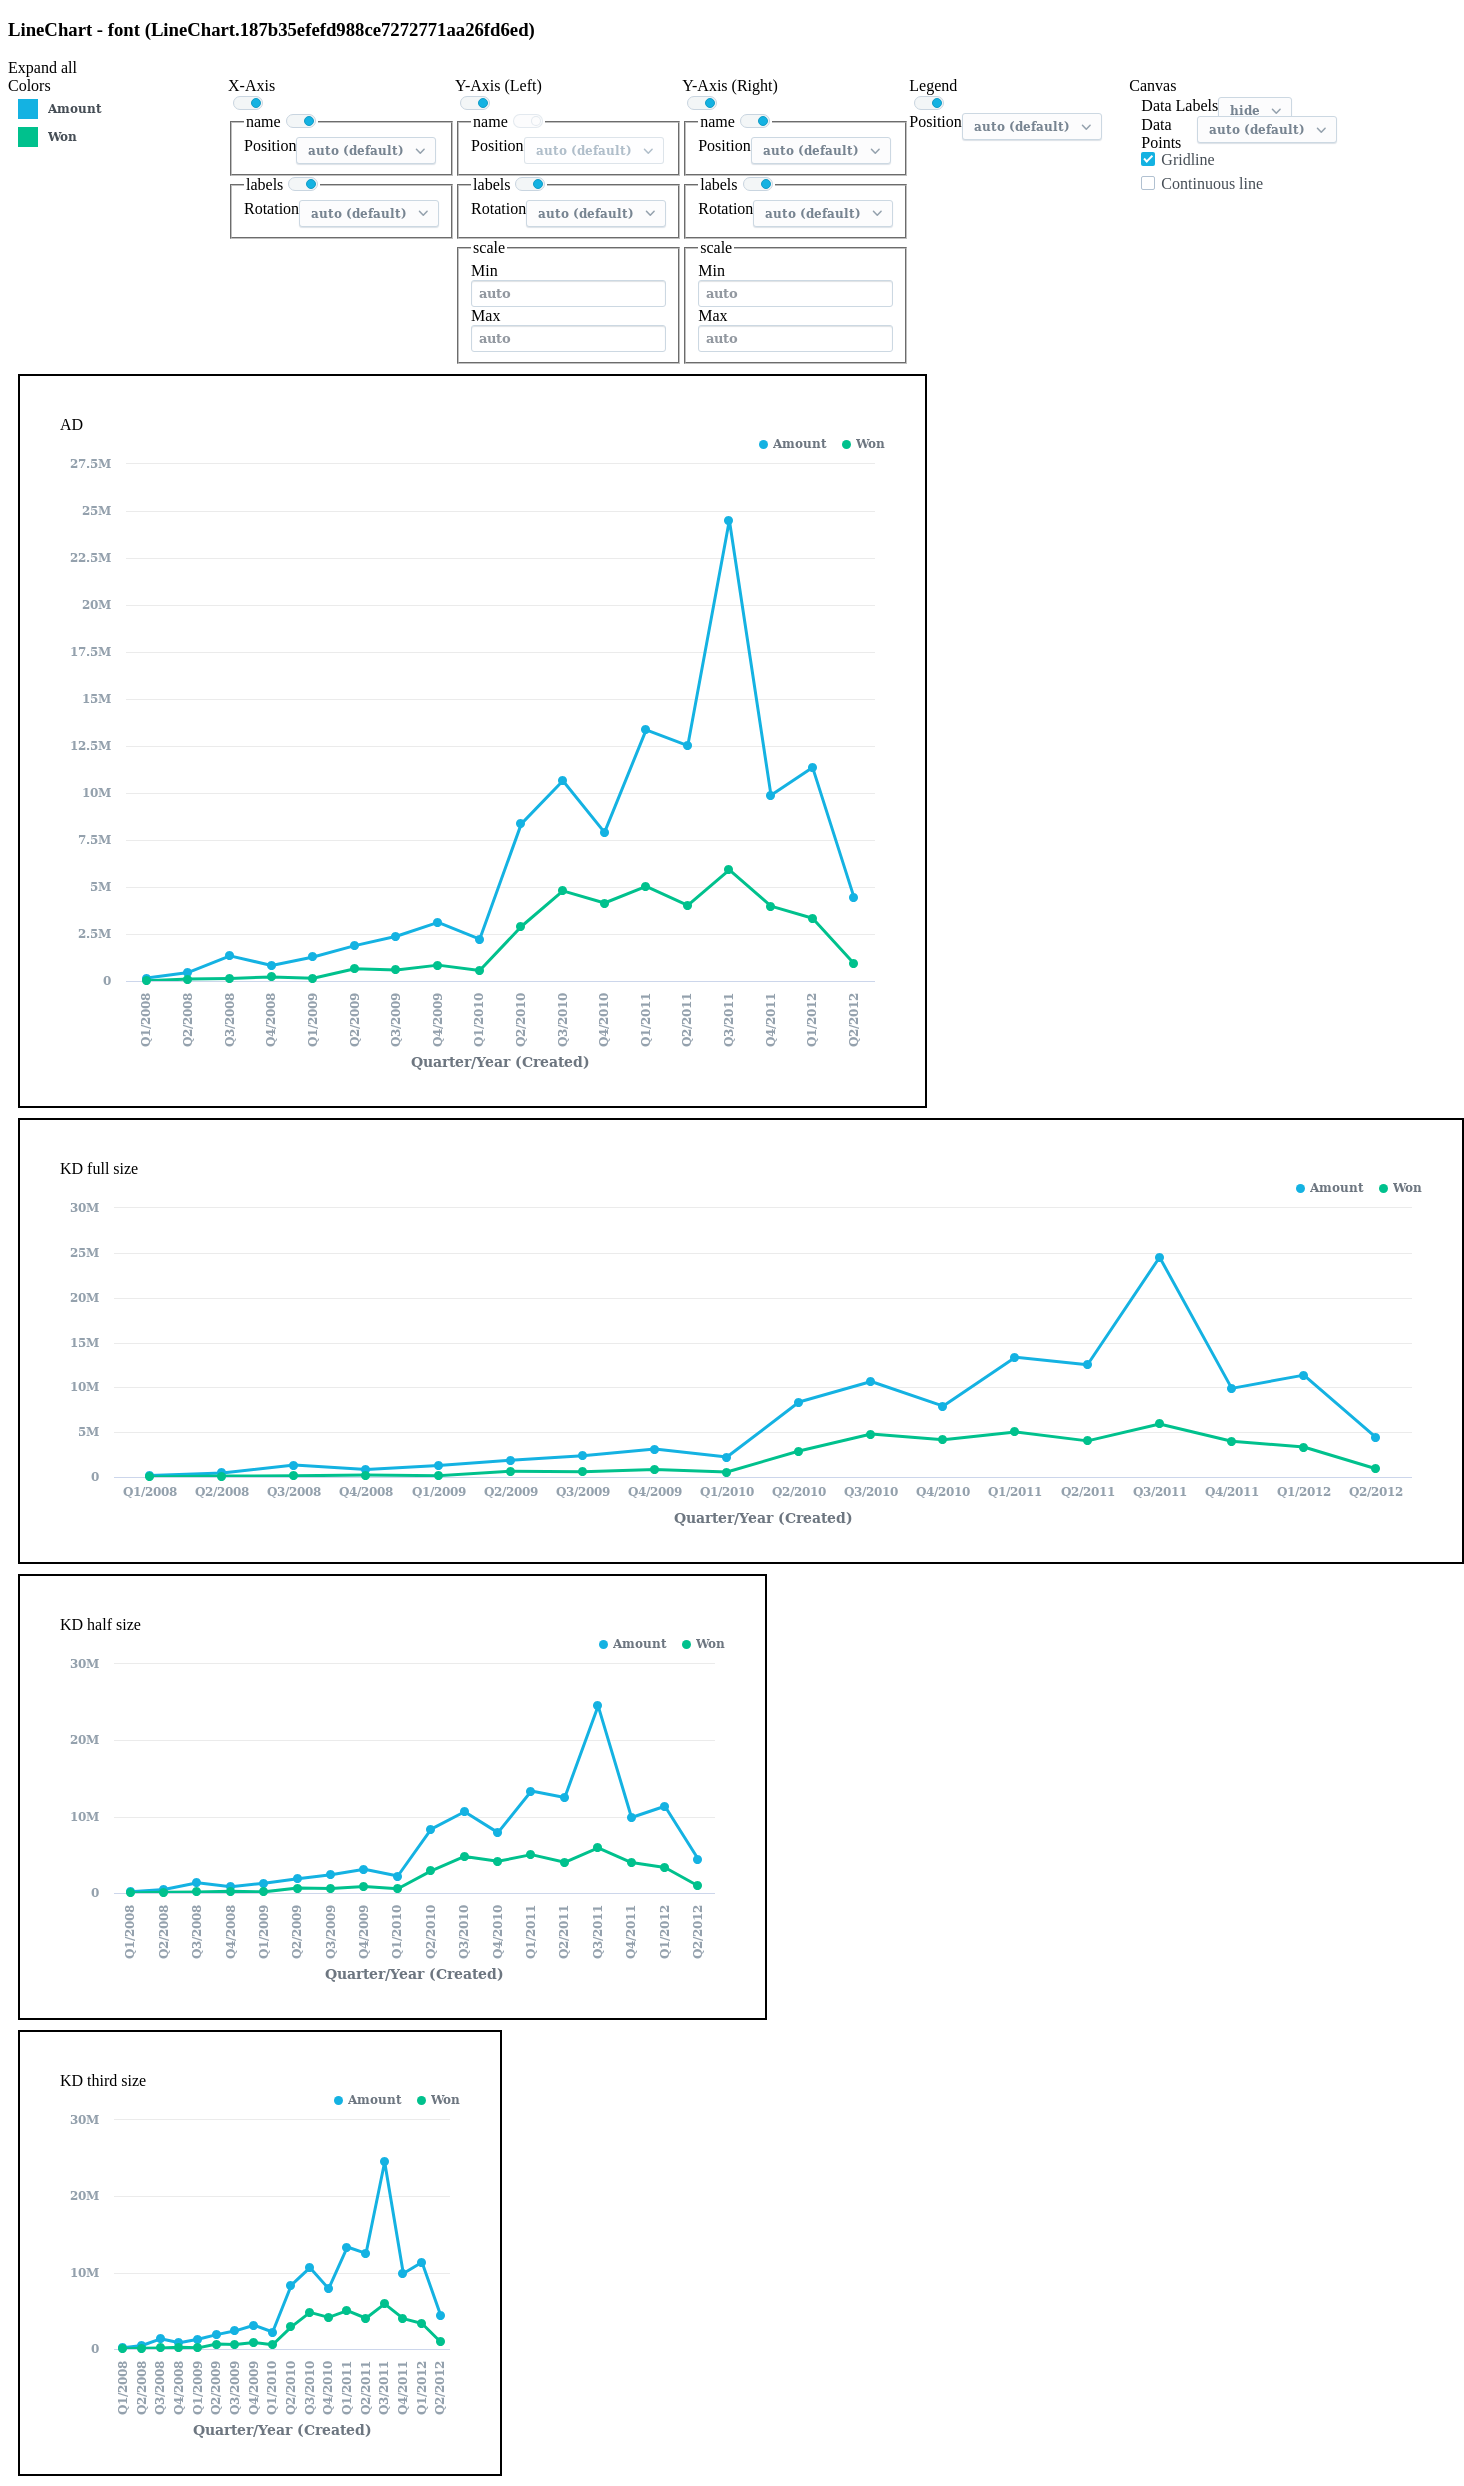 LineChart - font (LineChart.187b35efefd988ce7272771aa26fd6ed)
Expand all
Colors
Amount
Won
X-Axis
name
Position auto (default)
labels
Rotation auto (default)
Y-Axis (Left)
name
Position auto (default)
labels
Rotation auto (default)
scale
Min
auto
Max
auto
Y-Axis (Right)
name
Position auto (default)
labels
Rotation auto (default)
scale
Min
auto
Max
auto
Legend
Position auto (default)
Canvas
Data Labels hide
Data Points auto (default)
Gridline
Continuous line
AD
Amount Won
27.5M
25M
22.5M
20M
17.5M
15M
12.5M
10M
7.5M
5M
2.5M
0
Q1/2008 Q2/2008 Q3/2008 Q4/2008 Q1/2009 Q2/2009 Q3/2009 Q4/2009 Q1/2010 Q2/2010 Q3/2010 Q4/2010 Q1/2011 Q2/2011 Q3/2011 Q4/2011 Q1/2012 Q2/2012
Quarter/Year (Created)
KD full size
Amount Won
30M
25M
20M
15M
10M
5M
0
Q1/2008 Q2/2008 Q3/2008 Q4/2008 Q1/2009 Q2/2009 Q3/2009 Q4/2009 Q1/2010 Q2/2010 Q3/2010 Q4/2010 Q1/2011 Q2/2011 Q3/2011 Q4/2011 Q1/2012 Q2/2012
Quarter/Year (Created)
KD half size
Amount Won
30M
20M
10M
0
Q1/2008 Q2/2008 Q3/2008 Q4/2008 Q1/2009 Q2/2009 Q3/2009 Q4/2009 Q1/2010 Q2/2010 Q3/2010 Q4/2010 Q1/2011 Q2/2011 Q3/2011 Q4/2011 Q1/2012 Q2/2012
Quarter/Year (Created)
KD third size
Amount Won
30M
20M
10M
0
Q1/2008 Q2/2008 Q3/2008 Q4/2008 Q1/2009 Q2/2009 Q3/2009 Q4/2009 Q1/2010 Q2/2010 Q3/2010 Q4/2010 Q1/2011 Q2/2011 Q3/2011 Q4/2011 Q1/2012 Q2/2012
Quarter/Year (Created)